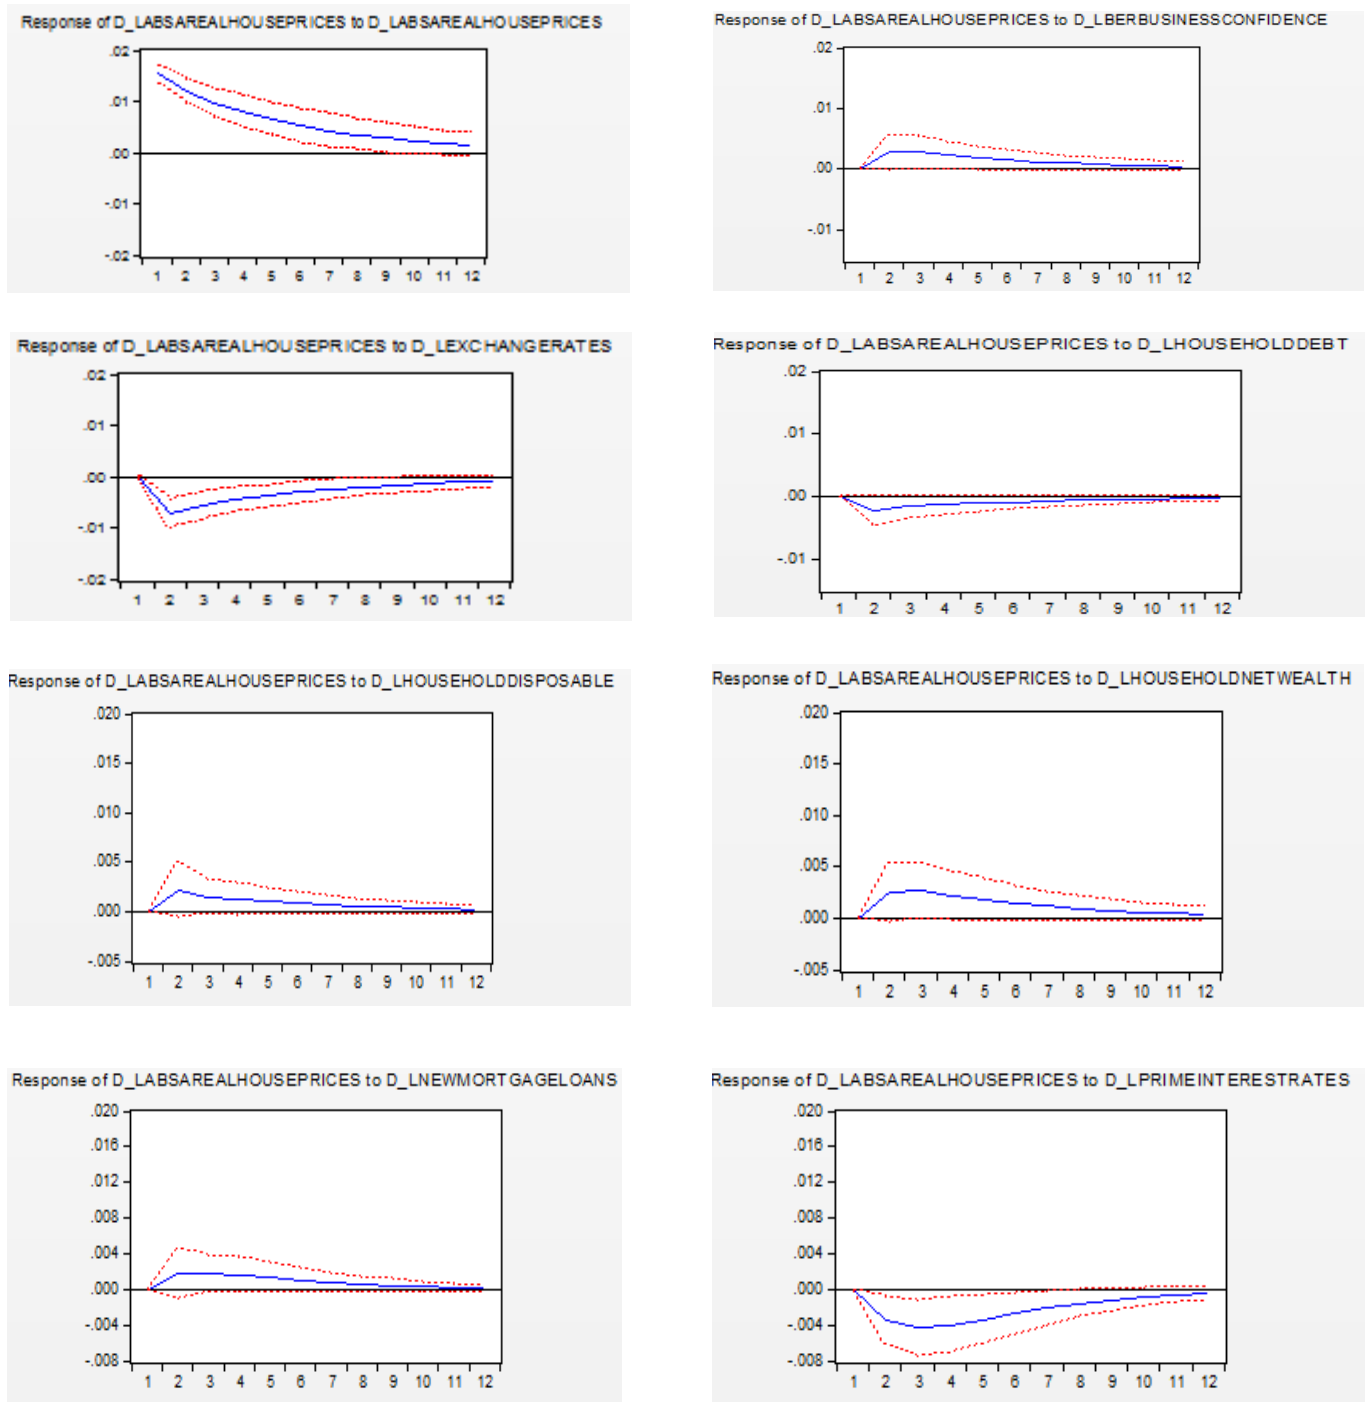 Response of D_LABSAREALHOUSEPRICES to D_LABSAREALHOUSEPRICES
.02
.01
.00
-.01
-.02
1 2 3 4 5 6 7 8 9 10 11 12
Response of D_LABSAREALHOUSEPRICES to D_LBERBUSINESSCONFIDENCE
.02
.01
.00
-.01
1 2 3 4 5 6 7 8 9 10 11 12
Response of D_LABSAREALHOUSEPRICES to D_LEXCHANGERATES
.02
.01
.00
-.01
-.02
1 2 3 4 5 6 7 8 9 10 11 12
Response of D_LABSAREALHOUSEPRICES to D_LHOUSEHOLDDEBT
.02
.01
.00
-.01
1 2 3 4 5 6 7 8 9 10 11 12
Response of D_LABSAREALHOUSEPRICES to D_LHOUSEHOLDDISPOSABLE
.020
.015
.010
.005
.000
-.005
1 2 3 4 5 6 7 8 9 10 11 12
Response of D_LABSAREALHOUSEPRICES to D_LHOUSEHOLDNETWEALTH
.020
.015
.010
.005
.000
-.005
1 2 3 4 5 6 7 8 9 10 11 12
Response of D_LABSAREALHOUSEPRICES to D_LNEWMORTGAGELOANS
.020
.016
.012
.008
.004
.000
-.004
-.008
1 2 3 4 5 6 7 8 9 10 11 12
Response of D_LABSAREALHOUSEPRICES to D_LPRIMEINTERESTRATES
.020
.016
.012
.008
.004
.000
-.004
-.008
1 2 3 4 5 6 7 8 9 10 11 12